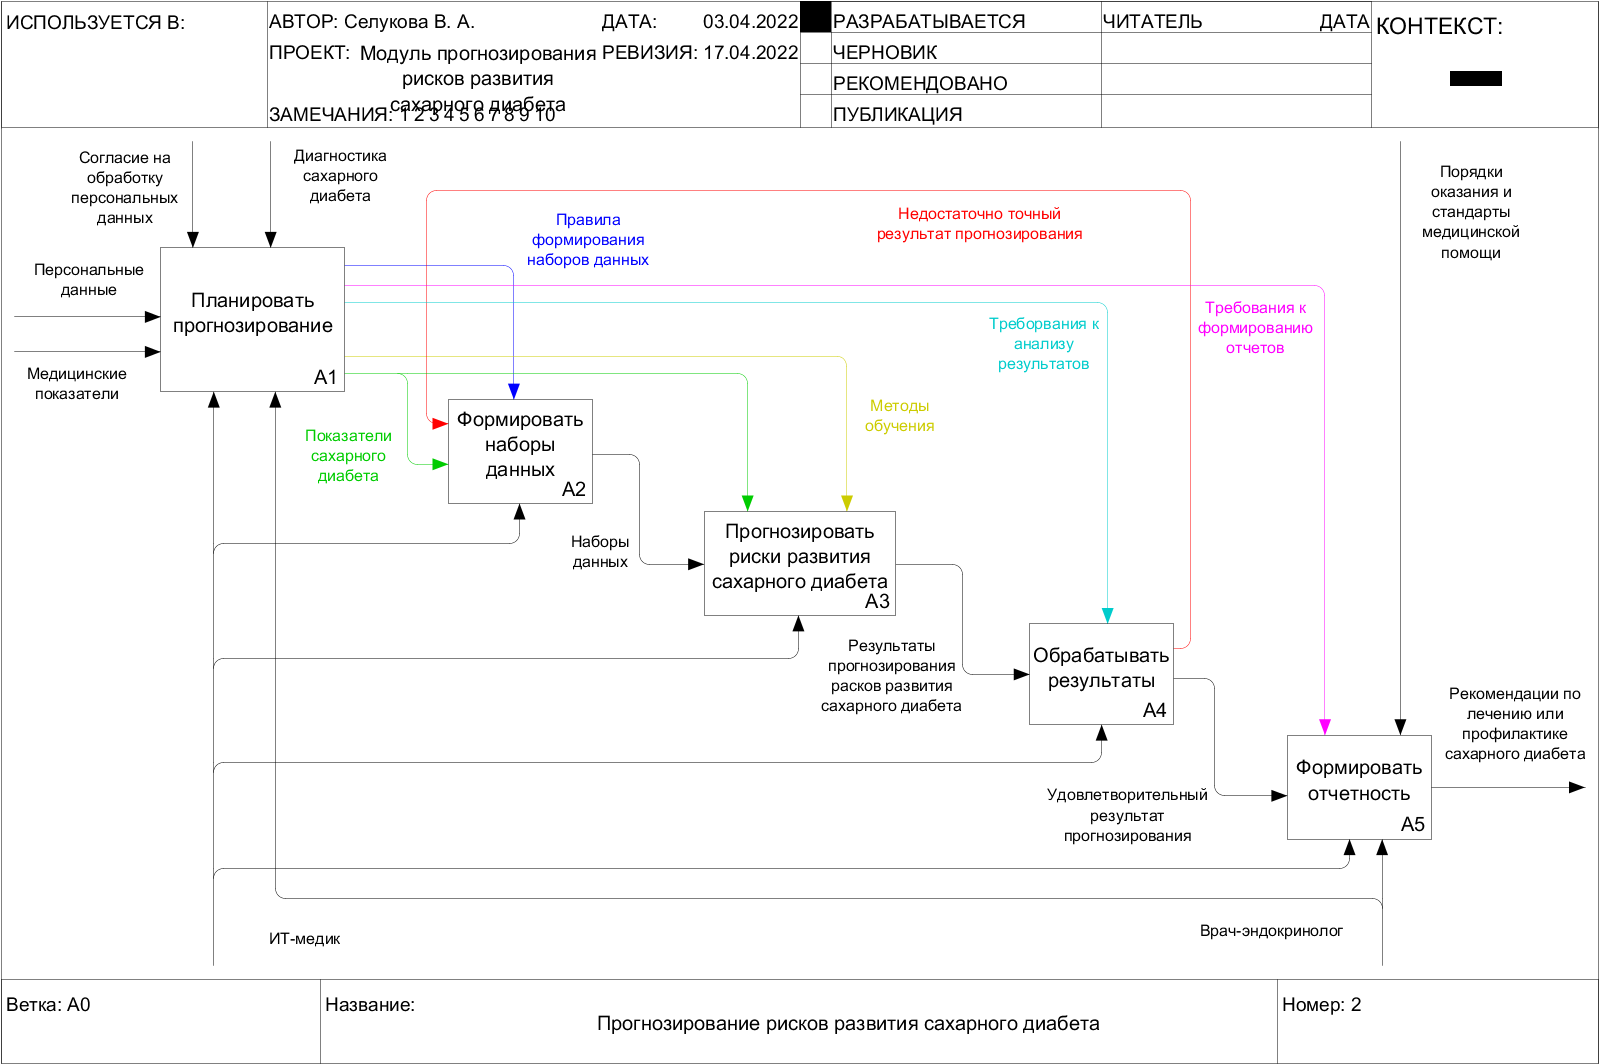 ИСПОЛЬЗУЕТСЯ В:
АВТОР: Селукова В. А.
ДАТА: 03.04.2022
ПРОЕКТ: Модуль прогнозирования
рисков развития
сахарного диабета
РЕВИЗИЯ: 17.04.2022
ЗАМЕЧАНИЯ: 1 2 3 4 5 6 7 8 9 10
РАЗРАБАТЫВАЕТСЯ
ЧЕРНОВИК
РЕКОМЕНДОВАНО
ПУБЛИКАЦИЯ
ЧИТАТЕЛЬ
ДАТА
КОНТЕКСТ:
Согласие на
обработку
персональных
данных
Диагностика
сахарного
диабета
Порядки
оказания и
стандарты
медицинской
помощи
Правила
формирования
наборов данных
Недостаточно точный
результат прогнозирования
Персональные
данные
Планировать
прогнозирование
А1
Медицинские
показатели
Треборвания к
анализу
результатов
Требования к
формированию
отчетов
Показатели
сахарного
диабета
Формировать
наборы
данных
А2
Методы
обучения
Наборы
данных
Прогнозировать
риски развития
сахарного диабета
А3
Результаты
прогнозирования
расков развития
сахарного диабета
Обрабатывать
результаты
А4
Удовлетворительный
результат
прогнозирования
Формировать
отчетность
А5
Рекомендации по
лечению или
профилактике
сахарного диабета
ИТ-медик
Врач-эндокринолог
Ветка: А0
Название:
Прогнозирование рисков развития сахарного диабета
Номер: 2